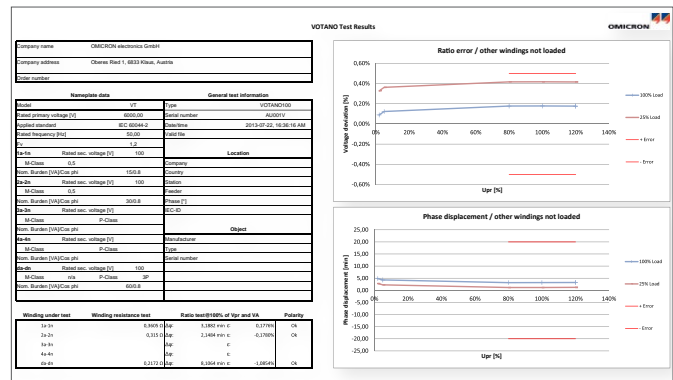 VOTANO Test Results
OMICRON
Company name OMICRON electronics GmbH
Company address Oberes Ried 1, 6833 Klaus, Austria
Order number
Nameplate data General test information
Model VT Type VOTANO100
Rated primary voltage [V] 6000,00 Serial number AU001V
Applied standard IEC 60044-2 Date/time 2013-07-22, 16:36:16 AM
Rated frequency [Hz] 50,00 Valid file
Fv 1,2
1a-1n Rated sec. voltage [V] 100 Location
M-Class 0,5 Company
Nom. Burden [VA]/Cos phi 15/0.8 Country
2a-2n Rated sec. voltage [V] 100 Station
M-Class 0,5 Feeder
Nom. Burden [VA]/Cos phi 30/0.8 Phase [°]
3a-3n Rated sec. voltage [V] IEC-ID
M-Class P-Class
Nom. Burden [VA]/Cos phi Object
4a-4n Rated sec. voltage [V] Manufacturer
M-Class P-Class Type
Nom. Burden [VA]/Cos phi Serial number
da-dn Rated sec. voltage [V] 100
M-Class n/a P-Class 3P
Nom. Burden [VA]/Cos phi 60/0.8
Winding under test Winding resistance test Ratio test@100% of Vpr and VA Polarity
1a-1n 0,3605 Ω Δφ: 3,1882 min ε: 0,1776% Ok
2a-2n 0,315 Ω Δφ: 2,1484 min ε: -0,1780% Ok
3a-3n Δφ: ε:
4a-4n Δφ: ε:
da-dn 0,2172 Ω Δφ: 8,1064 min ε: -1,0854% Ok
Ratio error / other windings not loaded
Voltage deviation [%]
0,60%
0,40%
0,20%
0,00%
-0,20%
-0,40%
-0,60%
0% 20% 40% 60% 80% 100% 120% 140%
Upr [%]
100% Load
25% Load
+ Error
- Error
Phase displacement / other windings not loaded
Phase displacement [min]
25,00
20,00
15,00
10,00
5,00
0,00
-5,00
-10,00
-15,00
-20,00
-25,00
0% 20% 40% 60% 80% 100% 120% 140%
Upr [%]
100% Load
25% Load
+ Error
- Error